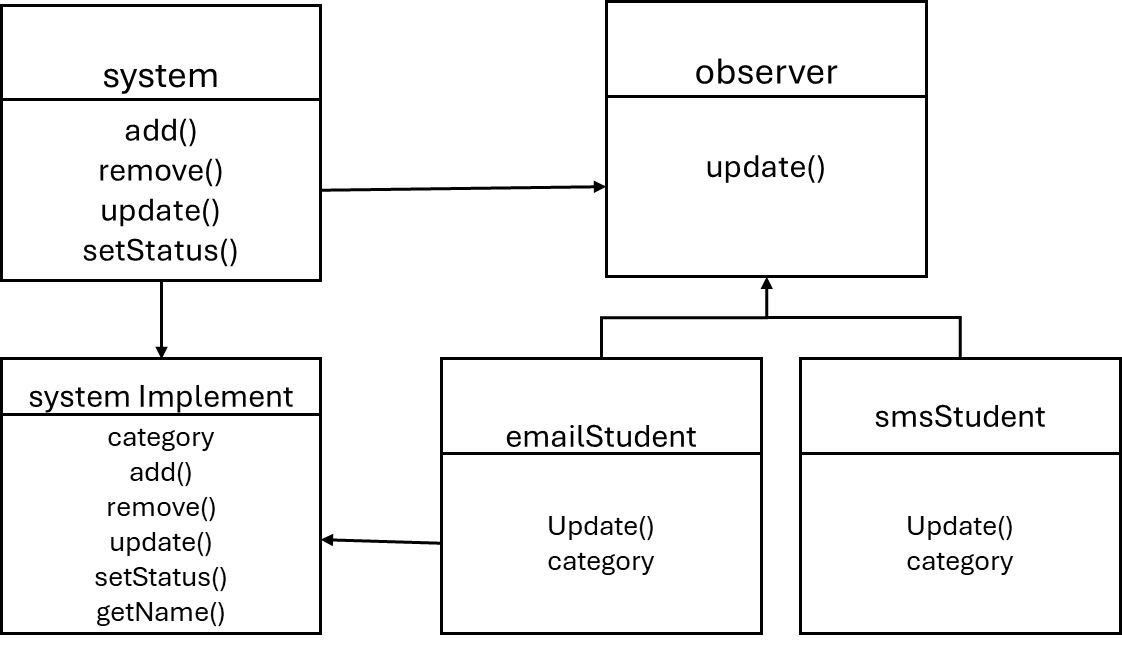 system
add()
remove()
update()
setStatus()
observer
update()
system Implement
category
add()
remove()
update()
setStatus()
getName()
emailStudent
Update()
category
smsStudent
Update()
category